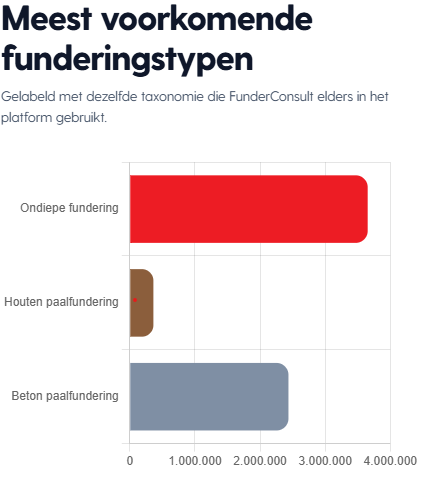 Meest voorkomende
funderingstypen
Gelabeld met dezelfde taxonomie die FunderConsult elders in het
platform gebruikt.
Ondiepe fundering
Houten paalfundering
Beton paalfundering
0 1.000.000 2.000.000 3.000.000 4.000.000